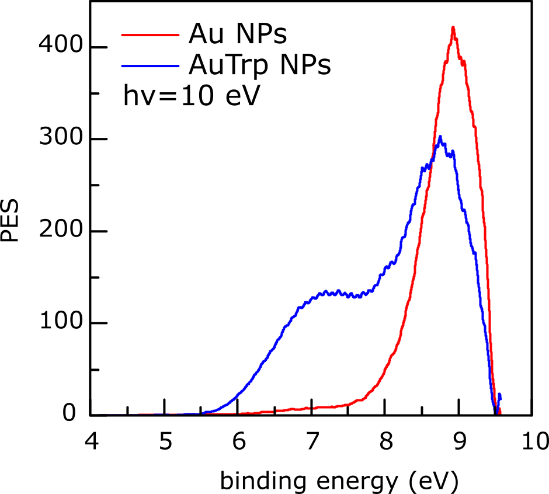 Au NPs
AuTrp NPs
hν=10 eV
400
300
200
100
0
PES
4 5 6 7 8 9 10
binding energy (eV)